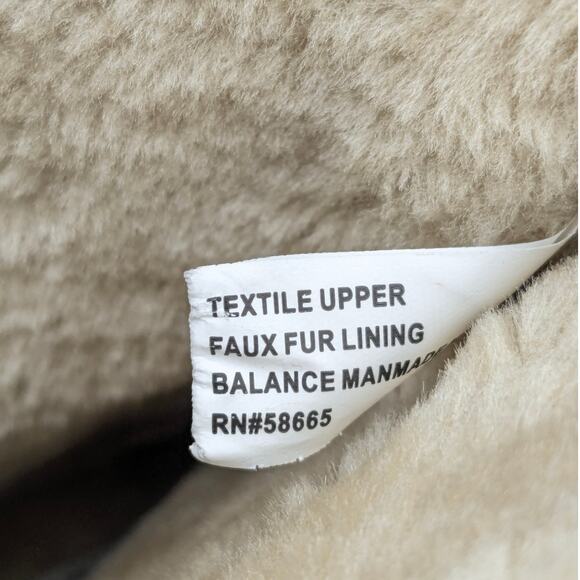 TEXTILE UPPER
FAUX FUR LINING
BALANCE MANMADE
RN#58665